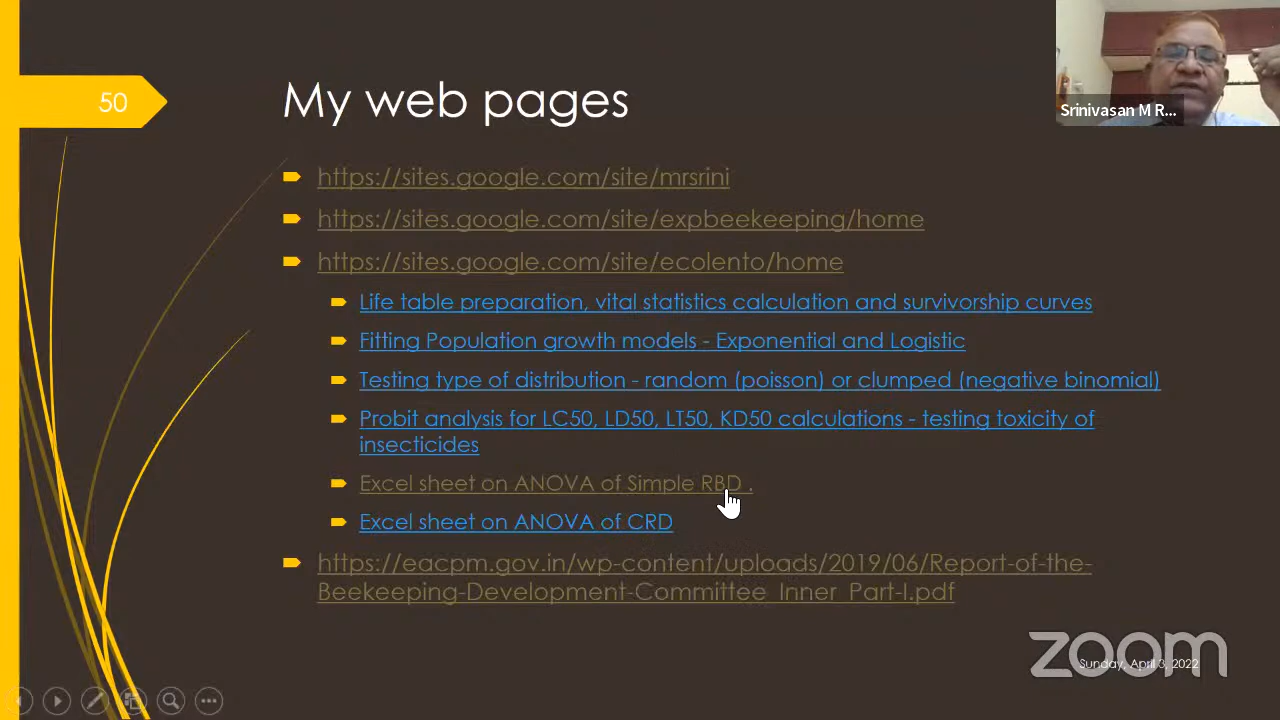 50
My web pages
Srinivasan M R...
https://sites.google.com/site/mrsrini
https://sites.google.com/site/expbeekeeping/home
https://sites.google.com/site/ecolento/home
Life table preparation, vital statistics calculation and survivorship curves
Fitting Population growth models - Exponential and Logistic
Testing type of distribution - random (poisson) or clumped (negative binomial)
Probit analysis for LC50, LD50, LT50, KD50 calculations - testing toxicity of
insecticides
Excel sheet on ANOVA of Simple RBD .
Excel sheet on ANOVA of CRD
https://eacpm.gov.in/wp-content/uploads/2019/06/Report-of-the-
Beekeeping-Development-Committee_Inner_Part-I.pdf
zoom
Sunday, April 3, 2022